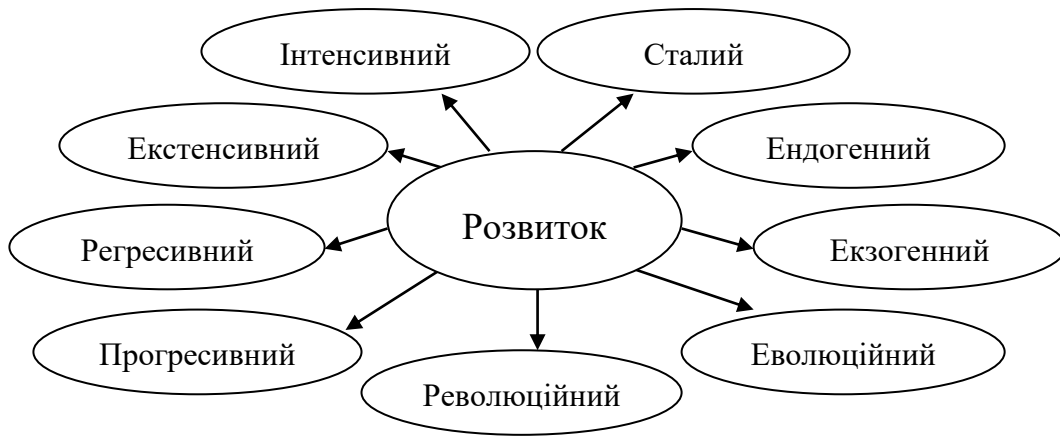 Інтенсивний
Сталий
Екстенсивний
Ендогенний
Розвиток
Регресивний
Екзогенний
Прогресивний
Еволюційний
Революційний